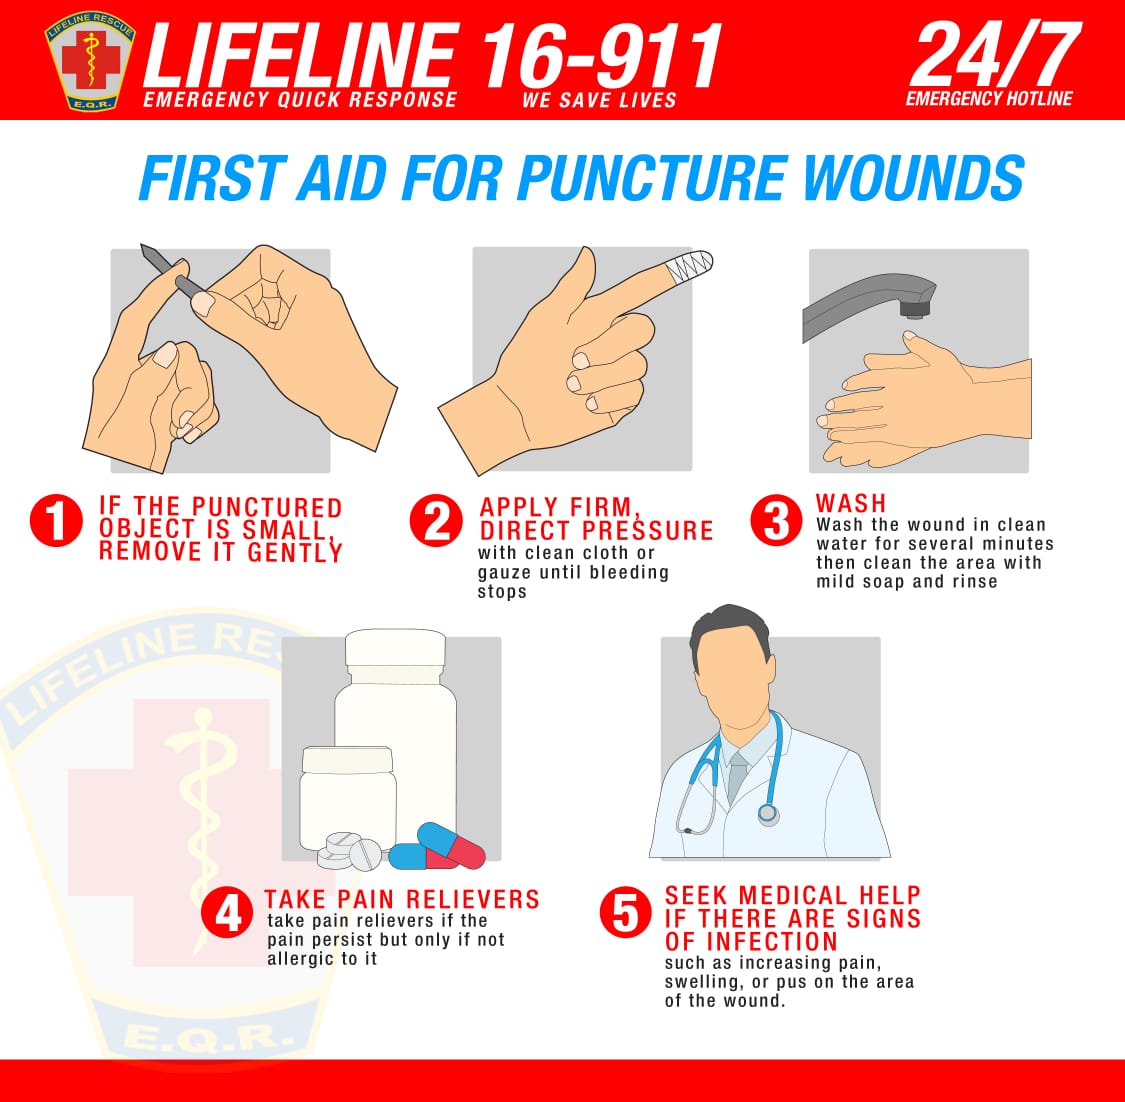 LIFELINE RESCUE
E.Q.R.
LIFELINE 16-911
EMERGENCY QUICK RESPONSE
WE SAVE LIVES
24/7
EMERGENCY HOTLINE
FIRST AID FOR PUNCTURE WOUNDS
1
IF THE PUNCTURED
OBJECT IS SMALL,
REMOVE IT GENTLY
2
APPLY FIRM,
DIRECT PRESSURE
with clean cloth or
gauze until bleeding
stops
3
WASH
Wash the wound in clean
water for several minutes
then clean the area with
mild soap and rinse
4
TAKE PAIN RELIEVERS
take pain relievers if the
pain persist but only if not
allergic to it
5
SEEK MEDICAL HELP
IF THERE ARE SIGNS
OF INFECTION
such as increasing pain,
swelling, or pus on the area
of the wound.
LIFELINE RES
E.Q.R.